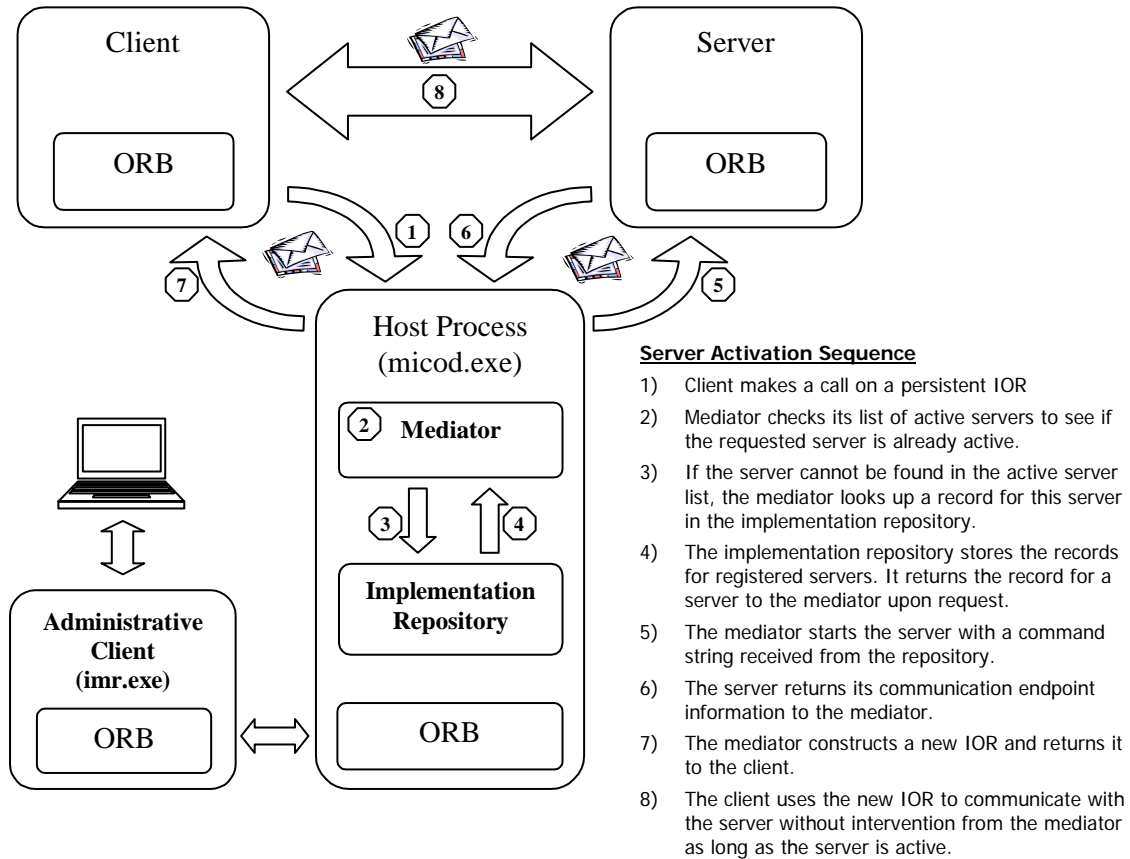 Client
Server
8
ORB
ORB
1
6
7
5
Host Process
(micod.exe)
2
Mediator
3
4
Implementation
Repository
ORB
Administrative
Client
(imr.exe)
ORB
Server Activation Sequence
1) Client makes a call on a persistent IOR
2) Mediator checks its list of active servers to see if
the requested server is already active.
3) If the server cannot be found in the active server
list, the mediator looks up a record for this server
in the implementation repository.
4) The implementation repository stores the records
for registered servers. It returns the record for a
server to the mediator upon request.
5) The mediator starts the server with a command
string received from the repository.
6) The server returns its communication endpoint
information to the mediator.
7) The mediator constructs a new IOR and returns it
to the client.
8) The client uses the new IOR to communicate with
the server without intervention from the mediator
as long as the server is active.